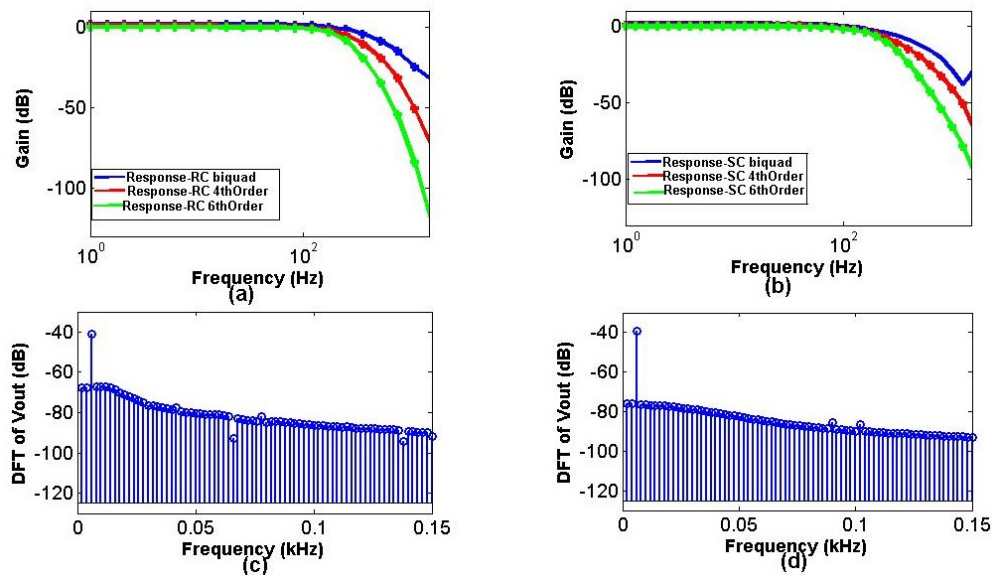 0
-50
-100
Gain (dB)
Response-RC biquad
Response-RC 4thOrder
Response-RC 6thOrder
10^0
10^2
Frequency (Hz)
(a)
0
-50
-100
Gain (dB)
Response-SC biquad
Response-SC 4thOrder
Response-SC 6thOrder
10^0
10^2
Frequency (Hz)
(b)
-40
-60
-80
-100
-120
DFT of Vout (dB)
0
0.05
0.1
0.15
Frequency (kHz)
(c)
-40
-60
-80
-100
-120
DFT of Vout (dB)
0
0.05
0.1
0.15
Frequency (kHz)
(d)